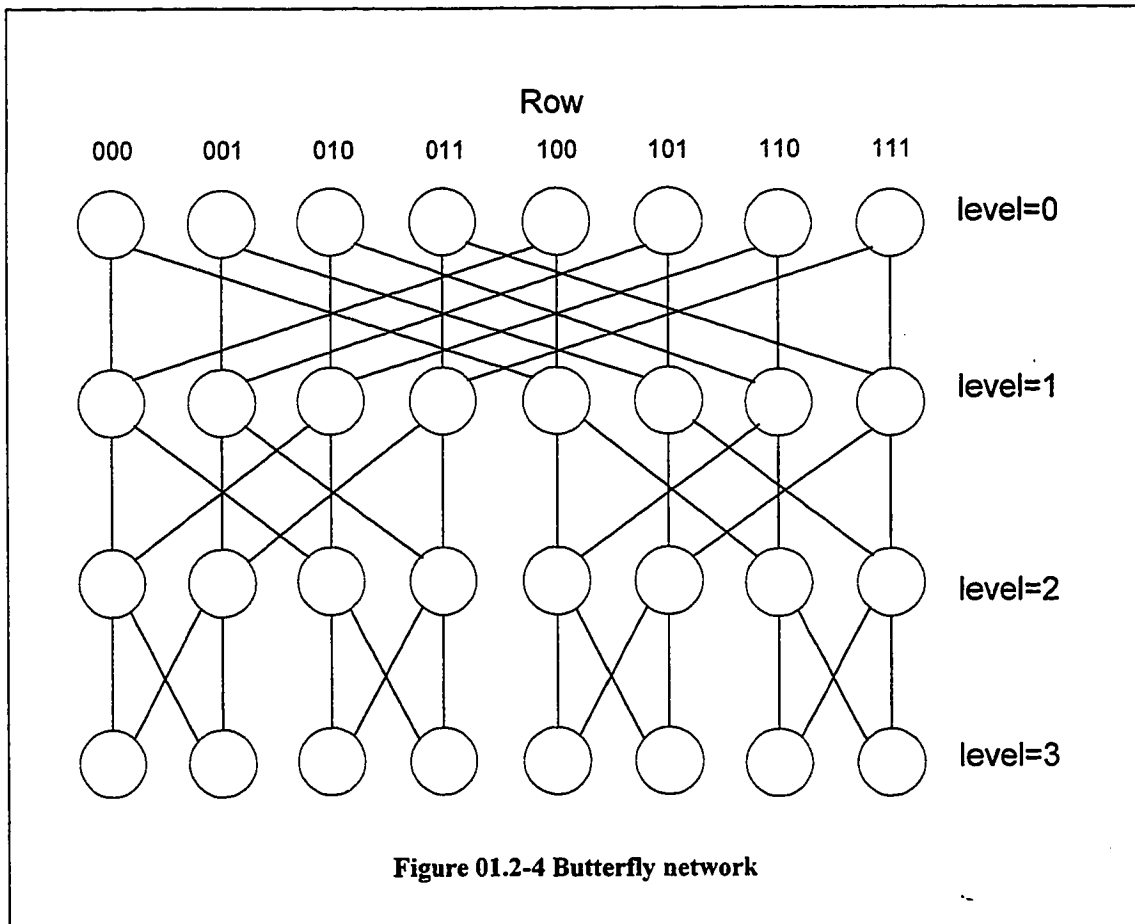 Row
000 001 010 011 100 101 110 111
level=0
level=1
level=2
level=3
Figure 01.2-4 Butterfly network